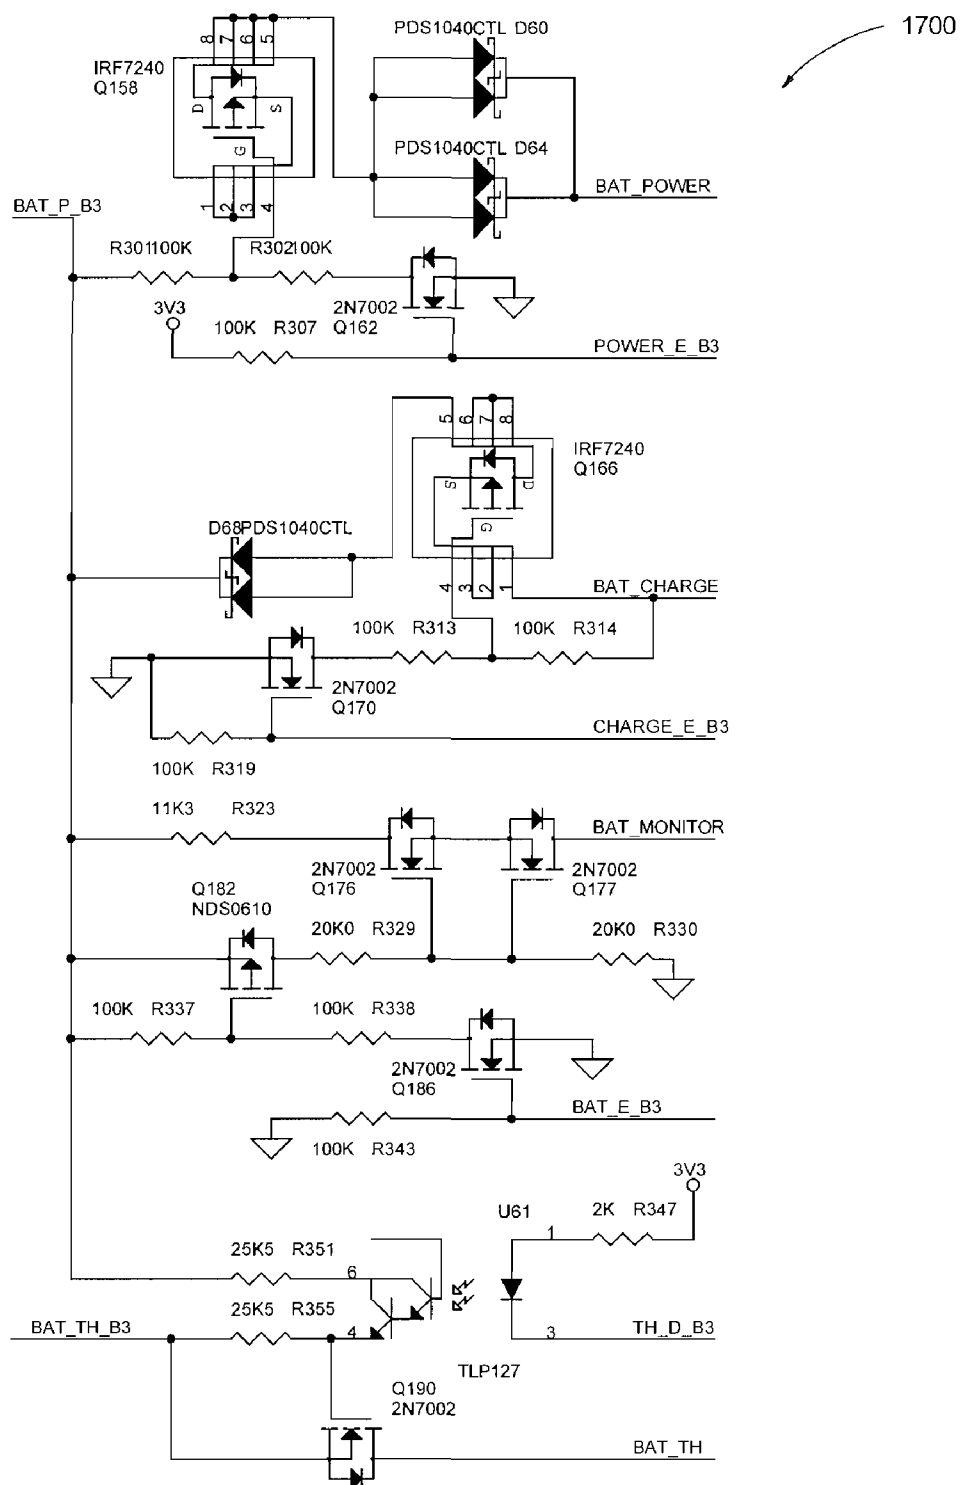 1700
PDS1040CTL D60
8 7 6 5
IRF7240
Q158
D S
G
PDS1040CTL D64
1 2 3 4
BAT_POWER
BAT_P_B3
R301100K R302100K
3V3
2N7002
Q162
100K R307
POWER_E_B3
5 6 7 8
IRF7240
Q166
S D
G
D68PDS1040CTL
4 3 2 1
BAT_CHARGE
100K R313 100K R314
2N7002
Q170
CHARGE_E_B3
100K R319
11K3 R323
BAT_MONITOR
2N7002
Q176
2N7002
Q177
Q182
NDS0610
20K0 R329
20K0 R330
100K R337
100K R338
2N7002
Q186
BAT_E_B3
100K R343
3V3
U61
2K R347
1
25K5 R351
6
25K5 R355
BAT_TH_B3
4
3
TH_D_B3
TLP127
Q190
2N7002
BAT_TH